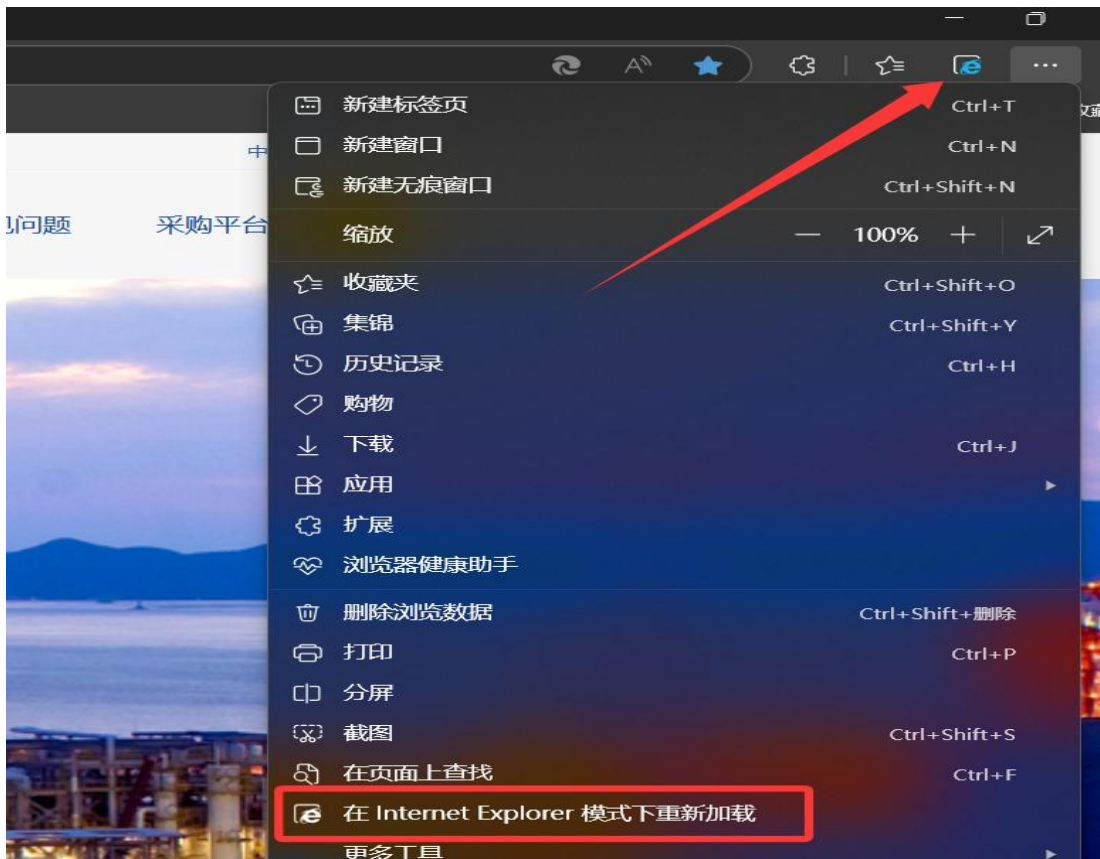 新建标签页 Ctrl+T
中 新建窗口 Ctrl+N
新建无痕窗口 Ctrl+Shift+N
问题 采购平台 缩放 100%
收藏夹 Ctrl+Shift+O
集锦 Ctrl+Shift+Y
历史记录 Ctrl+H
购物
下载 Ctrl+J
应用
扩展
浏览器健康助手
删除浏览数据 Ctrl+Shift+删除
打印 Ctrl+P
分屏
截图 Ctrl+Shift+S
在页面上查找 Ctrl+F
在 Internet Explorer 模式下重新加载
更多工具